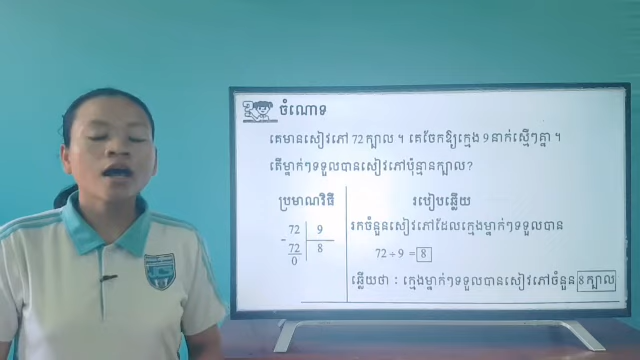 ចំណោទ
គេមានសៀវភៅ 72 ក្បាល ។ គេចែកឱ្យក្មេង 9 នាក់ស្មើៗគ្នា ។
តើម្នាក់ៗទទួលបានសៀវភៅប៉ុន្មានក្បាល?
ប្រមាណវិធី
72 9
- 72 8
0
របៀបឆ្លើយ
រកចំនួនសៀវភៅដែលក្មេងម្នាក់ៗទទួលបាន
72 ÷ 9 = 8
ឆ្លើយថា : ក្មេងម្នាក់ៗទទួលបានសៀវភៅចំនួន 8 ក្បាល